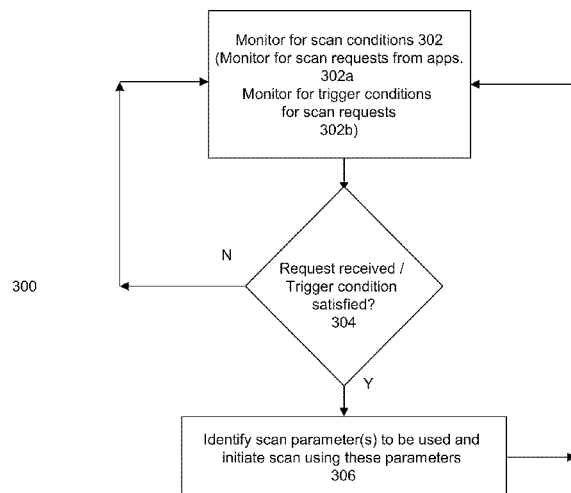 Monitor for scan conditions 302
(Monitor for scan requests from apps.
302a
Monitor for trigger conditions
for scan requests
302b)
N
Request received /
Trigger condition
satisfied?
304
300
Y
Identify scan parameter(s) to be used and
initiate scan using these parameters
306